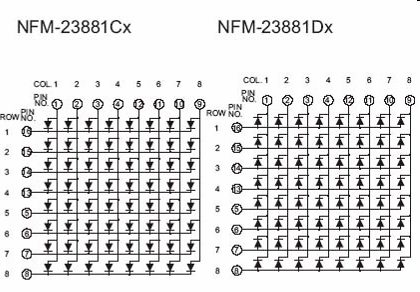 NFM-23881Cx
NFM-23881Dx
COL. 1 2 3 4 5 6 7 8
PIN NO. 1 2 3 4 12 11 10 9
ROW PIN NO.
1 16
2 15
3 14
4 13
5 5
6 6
7 7
8 8
COL. 1 2 3 4 5 6 7 8
PIN NO. 1 2 3 4 12 11 10 9
ROW PIN NO.
1 16
2 15
3 14
4 13
5 5
6 6
7 7
8 8